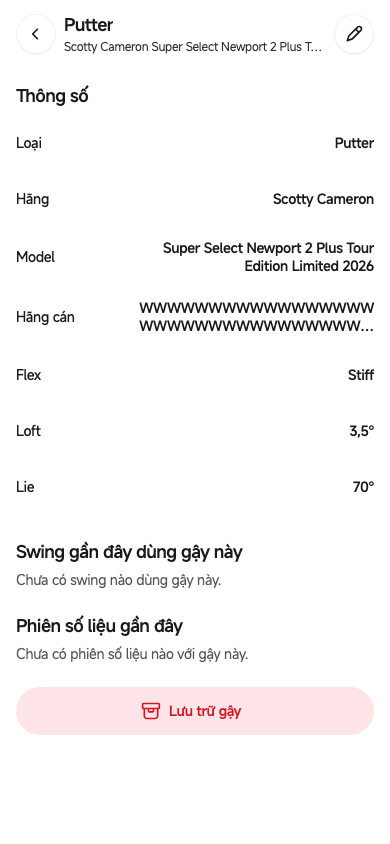 Putter
Scotty Cameron Super Select Newport 2 Plus T…
Thông số
Loại
Putter
Hãng
Scotty Cameron
Model
Super Select Newport 2 Plus Tour
Edition Limited 2026
Hãng cán
WWWWWWWWWWWWWWWWW
WWWWWWWWWWWWWWWW…
Flex
Stiff
Loft
3,5°
Lie
70°
Swing gần đây dùng gậy này
Chưa có swing nào dùng gậy này.
Phiên số liệu gần đây
Chưa có phiên số liệu nào với gậy này.
Lưu trữ gậy